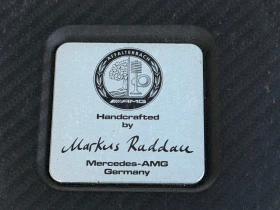 AFFALTERBACH
AMG
Handcrafted
by
Markus Raddau
Mercedes-AMG
Germany